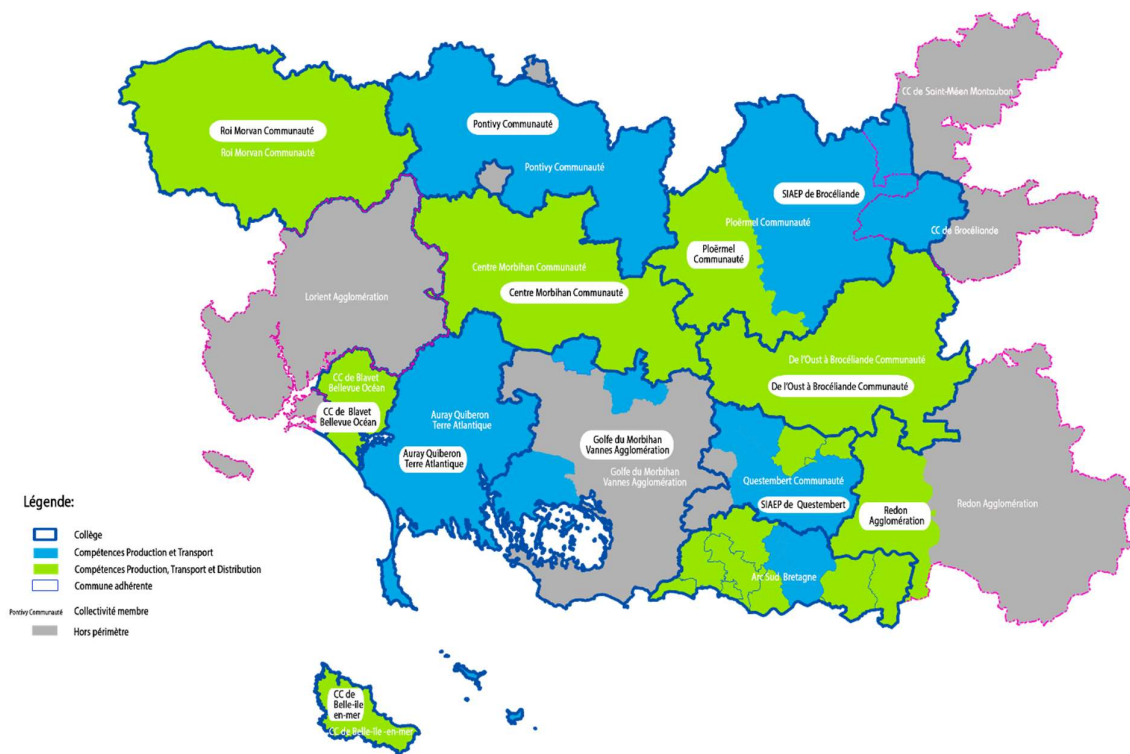 CC de Saint-Méen Montauban
Roi Morvan Communauté
Roi Morvan Communauté
Pontivy Communauté
Pontivy Communauté
SIAEP de Brocéliande
Ploërmel Communauté
CC de Brocéliande
Ploërmel
Communauté
Centre Morbihan Communauté
Centre Morbihan Communauté
Lorient Agglomération
De l'Oust à Brocéliande Communauté
De l'Oust à Brocéliande Communauté
CC de Blavet
Bellevue Océan
CC de Blavet
Bellevue Océan
Auray Quiberon
Terre Atlantique
Auray Quiberon
Terre Atlantique
Golfe du Morbihan
Vannes Agglomération
Golfe du Morbihan
Vannes Agglomération
Questembert Communauté
SIAEP de Questembert
Redon
Agglomération
Redon Agglomération
Arc Sud Bretagne
Légende:
Collège
Compétences Production et Transport
Compétences Production, Transport et Distribution
Commune adhérente
Pontivy Communauté Collectivité membre
Hors périmètre
CC de
Belle-île
en-mer
CC de Belle-île -en-mer